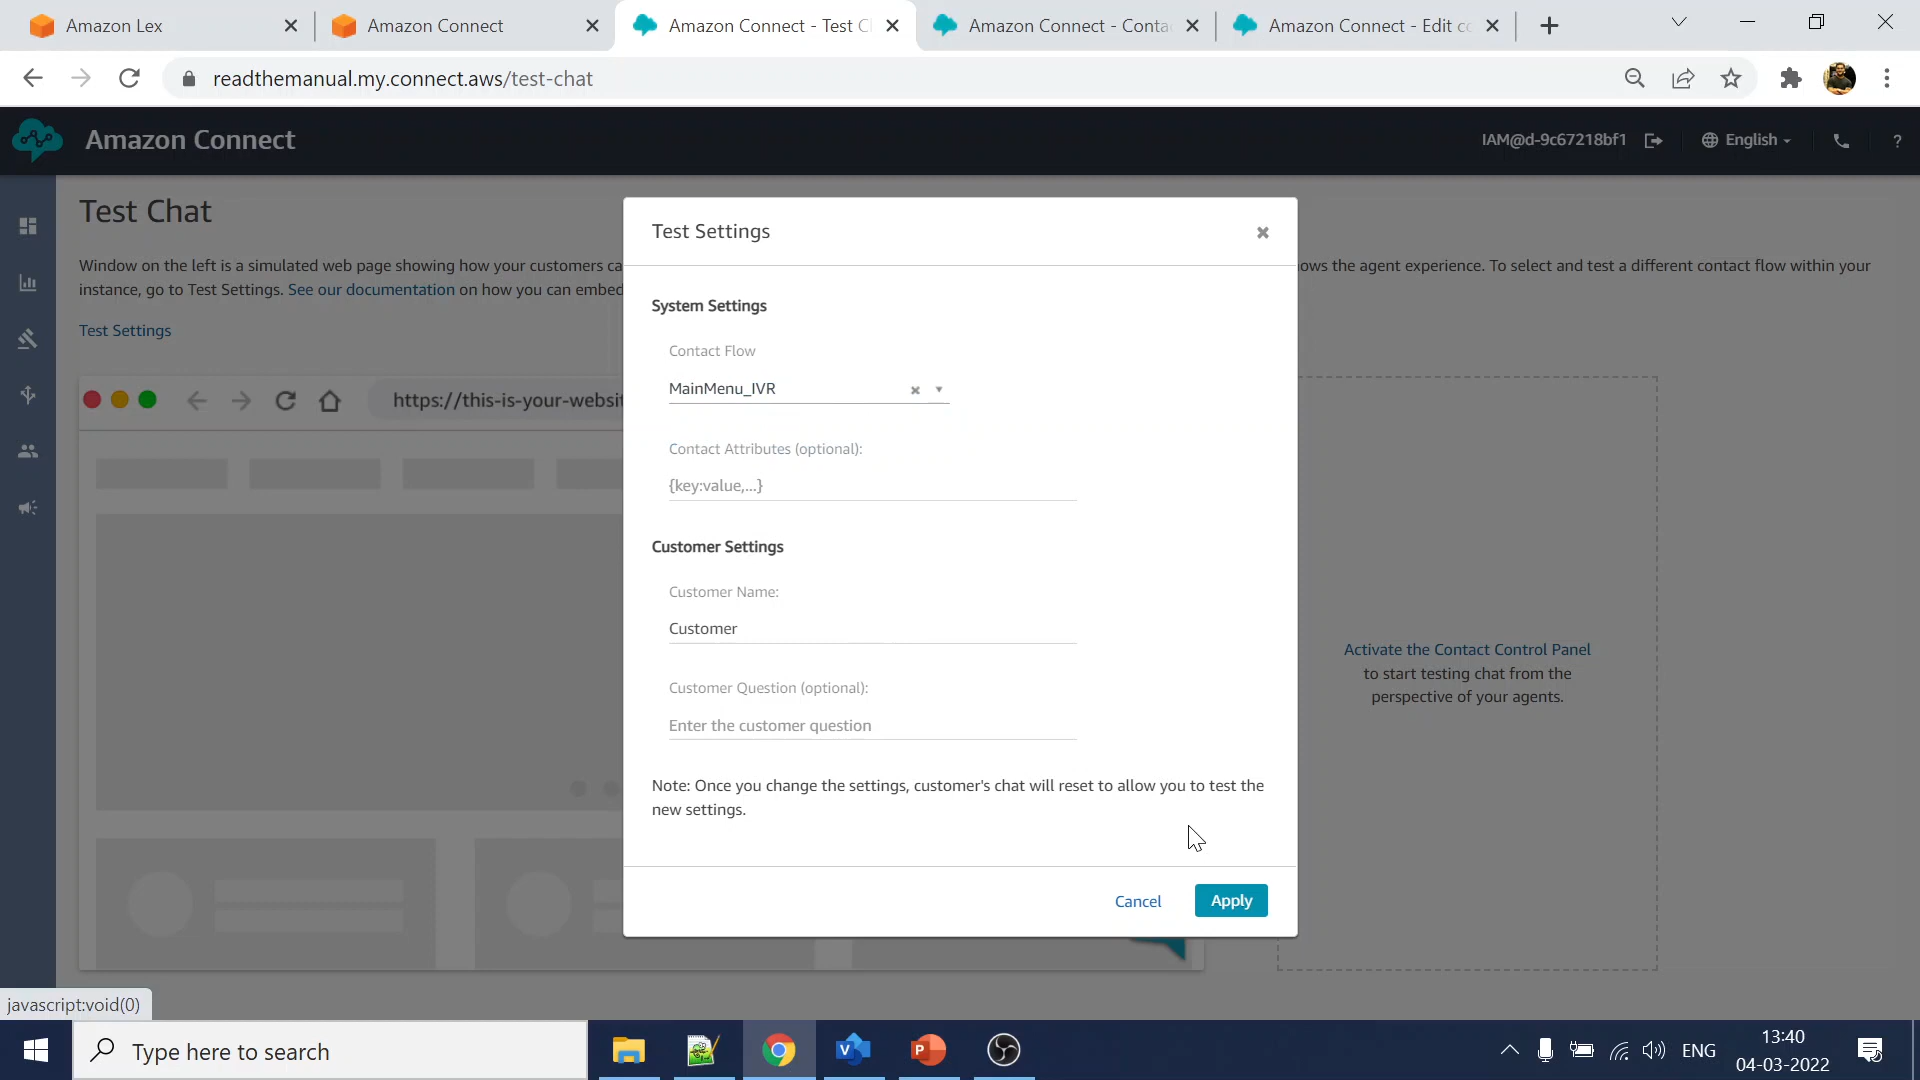 Amazon Lex
Amazon Connect
Amazon Connect - Test C
Amazon Connect - Conta
Amazon Connect - Edit co
readthemanual.my.connect.aws/test-chat
Amazon Connect
IAM@d-9c67218bf1
English
?
Test Chat
Window on the left is a simulated web page showing how your customers ca
ows the agent experience. To select and test a different contact flow within your
instance, go to Test Settings. See our documentation on how you can embed
Test Settings
https://this-is-your-websit
Test Settings
System Settings
Contact Flow
MainMenu_IVR
Contact Attributes (optional):
{key:value,...}
Customer Settings
Customer Name:
Customer
Customer Question (optional):
Enter the customer question
Note: Once you change the settings, customer's chat will reset to allow you to test the
new settings.
Cancel
Apply
Activate the Contact Control Panel
to start testing chat from the
perspective of your agents.
javascript:void(0)
Type here to search
ENG
13:40
04-03-2022